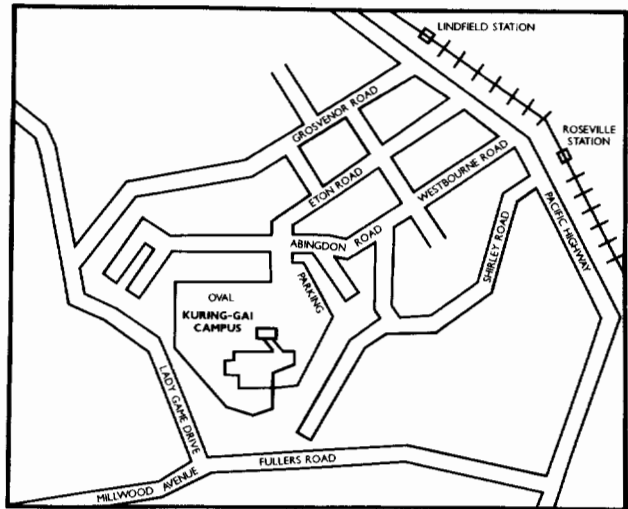 LINDFIELD STATION
ROSEVILLE
STATION
GROSVENOR ROAD
ETON ROAD
WESTBOURNE ROAD
ABINGDON
ROAD
SHIRLEY ROAD
PACIFIC HIGHWAY
PARKING
OVAL
KURING-GAI
CAMPUS
LADY GAME DRIVE
FULLERS ROAD
MILLWOOD AVENUE